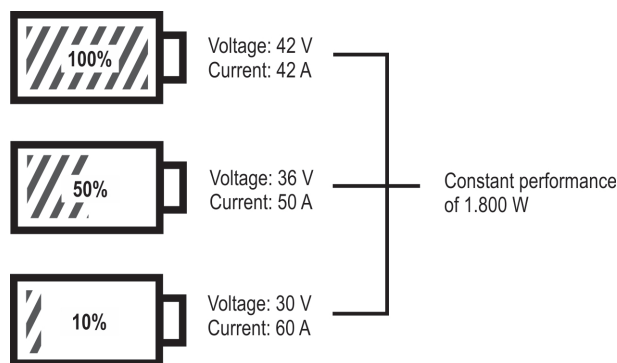 100%
Voltage: 42 V
Current: 42 A
50%
Voltage: 36 V
Current: 50 A
Constant performance
of 1.800 W
10%
Voltage: 30 V
Current: 60 A